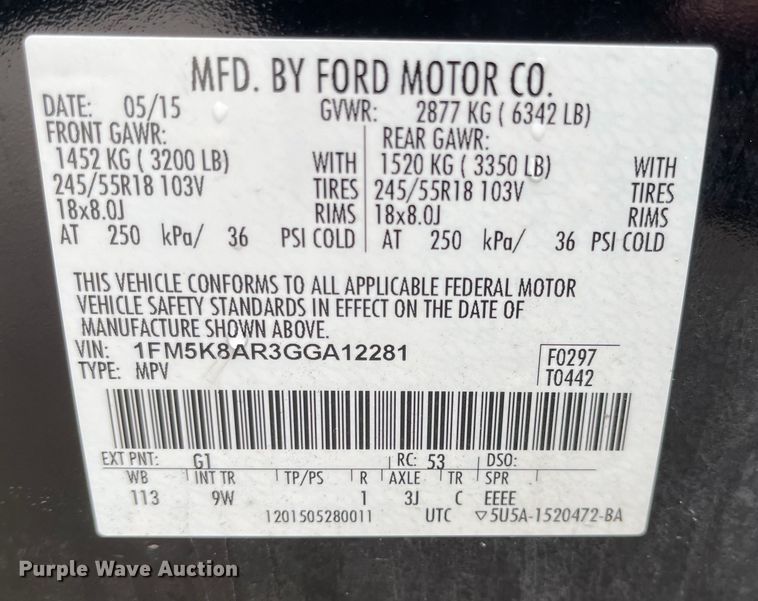 MFD. BY FORD MOTOR CO.
DATE: 05/15 GVWR: 2877 KG ( 6342 LB)
FRONT GAWR: REAR GAWR:
1452 KG ( 3200 LB) WITH 1520 KG ( 3350 LB) WITH
245/55R18 103V TIRES 245/55R18 103V TIRES
18x8.0J RIMS 18x8.0J RIMS
AT 250 kPa/ 36 PSI COLD AT 250 kPa/ 36 PSI COLD
THIS VEHICLE CONFORMS TO ALL APPLICABLE FEDERAL MOTOR
VEHICLE SAFETY STANDARDS IN EFFECT ON THE DATE OF
MANUFACTURE SHOWN ABOVE.
VIN: 1FM5K8AR3GGA12281 F0297
TYPE: MPV T0442
EXT PNT: G1 RC: 53 DSO:
WB INT TR TP/PS R AXLE TR SPR
113 9W 1 3J C EEEE
1201505280011 UTC ▽5U5A-1520472-BA
Purple Wave Auction